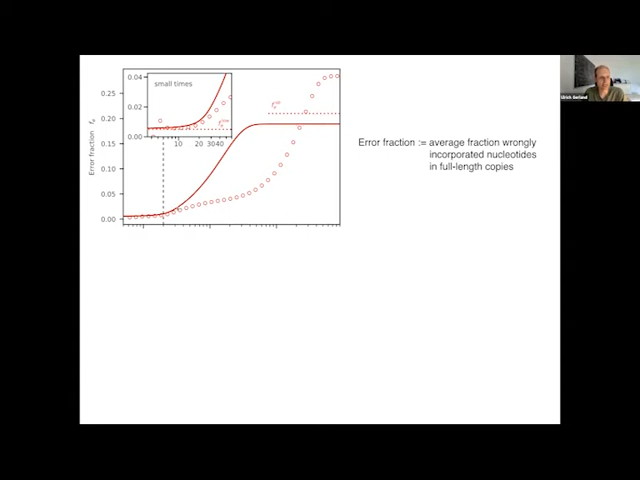 0.04
small times
0.25
0.02
0.20
0.00
10
20
30
40
0.15
Error fraction
0.10
0.05
0.00
Error fraction := average fraction wrongly
incorporated nucleotides
in full-length copies